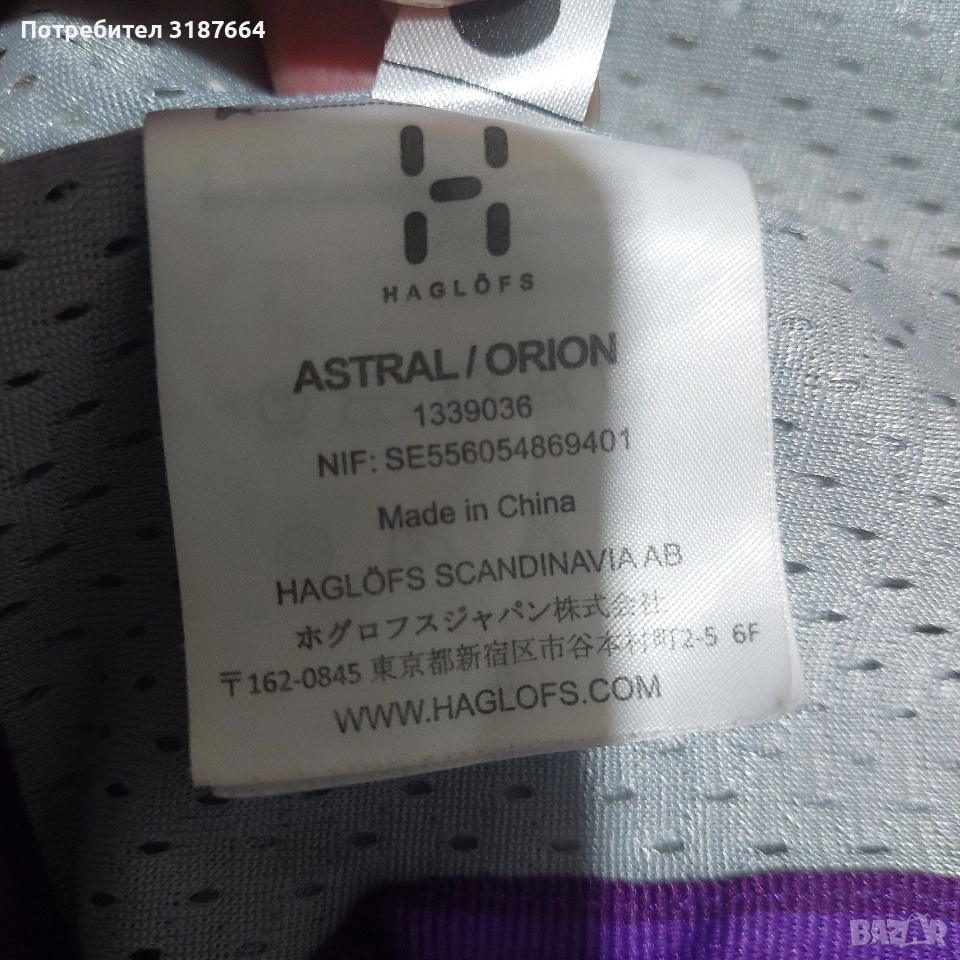 Потребител 3187664
HAGLÖFS
ASTRAL / ORION
1339036
NIF: SE556054869401
Made in China
HAGLÖFS SCANDINAVIA AB
ホグロフスジャパン株式会社
〒162-0845 東京都新宿区市谷本村町2-5 6F
WWW.HAGLOFS.COM
BAZAR